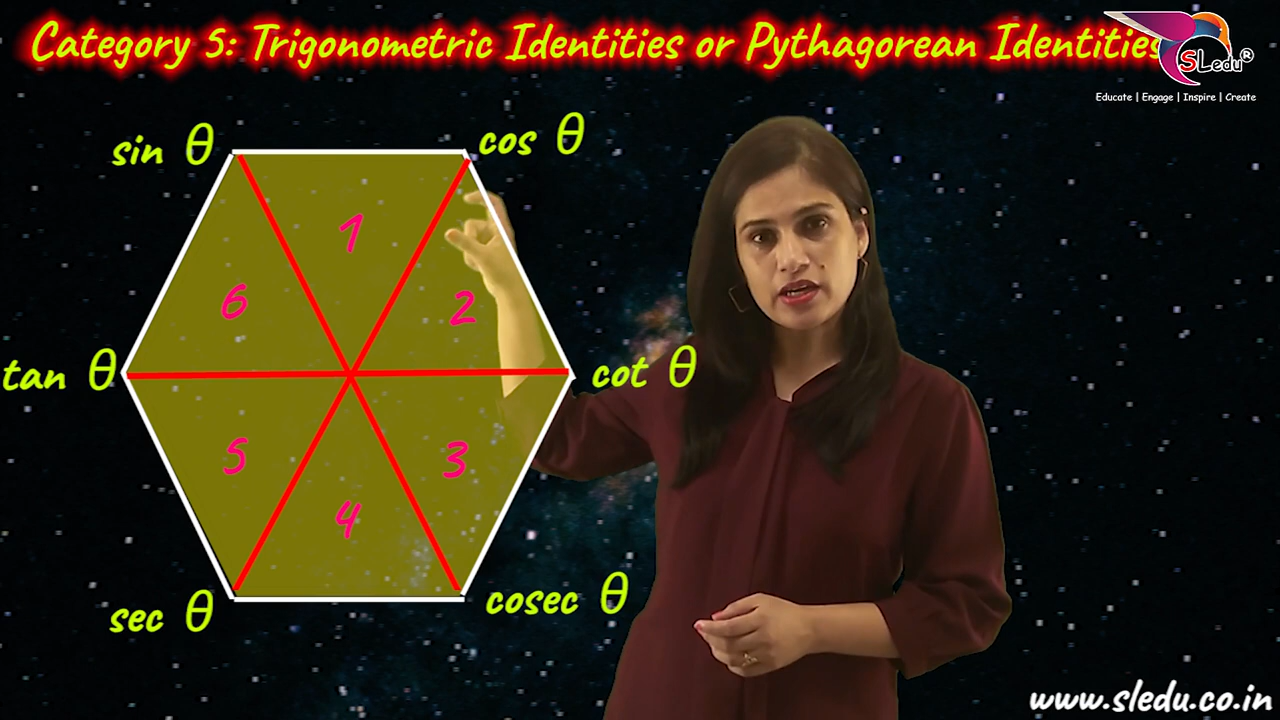 Category 5: Trigonometric Identities or Pythagorean Identities
SLedu®
Educate | Engage | Inspire | Create
sin θ
cos θ
1
6
2
tan θ
cot θ
5
3
4
sec θ
cosec θ
www.sledu.co.in